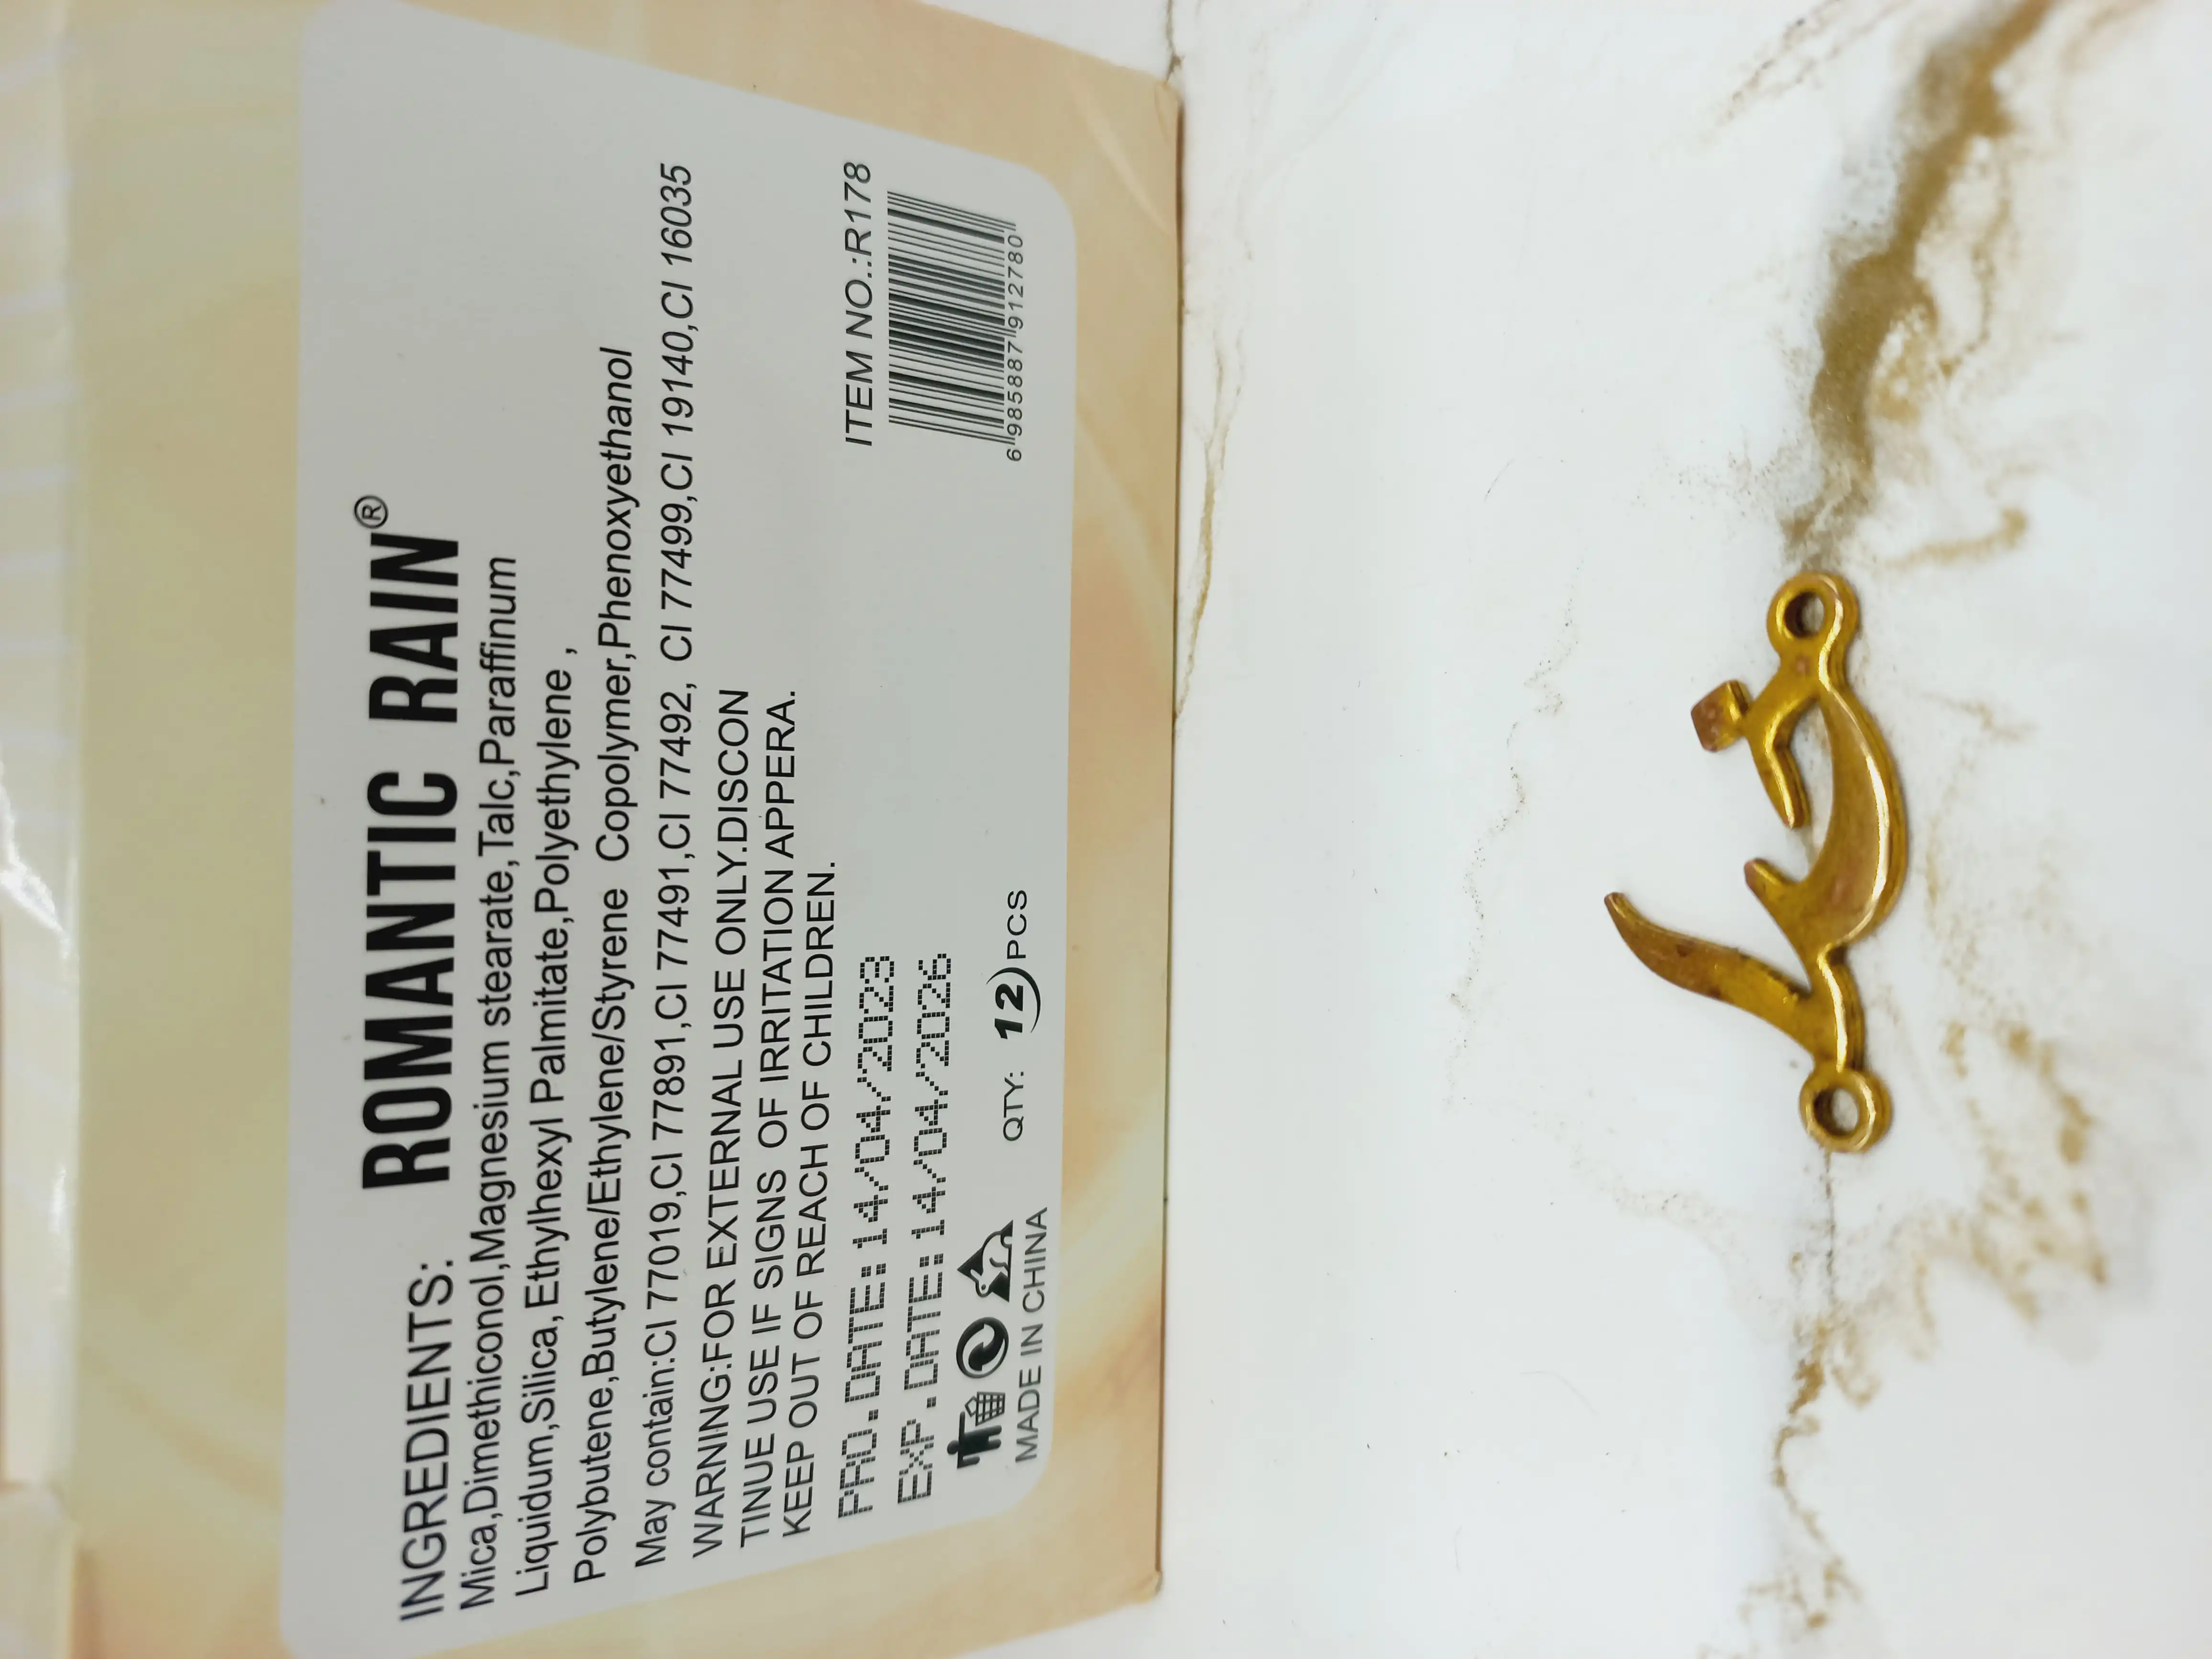 INGREDIENTS: ROMANTIC RAIN®
Mica,Dimethiconol,Magnesium stearate,Talc,Paraffinum
Liquidum,Silica, Ethylhexyl Palmitate,Polyethylene ,
Polybutene,Butylene/Ethylene/Styrene Copolymer,Phenoxyethanol
May contain:CI 77019,CI 77891,CI 77491,CI 77492, CI 77499,CI 19140,CI 16035
WARNING:FOR EXTERNAL USE ONLY.DISCON
TINUE USE IF SIGNS OF IRRITATION APPERA.
KEEP OUT OF REACH OF CHILDREN.
PRO.DATE:14/04/2023
EXP.DATE:14/04/2026
QTY: 12 PCS
MADE IN CHINA
ITEM NO.:R178
6 985887 912780